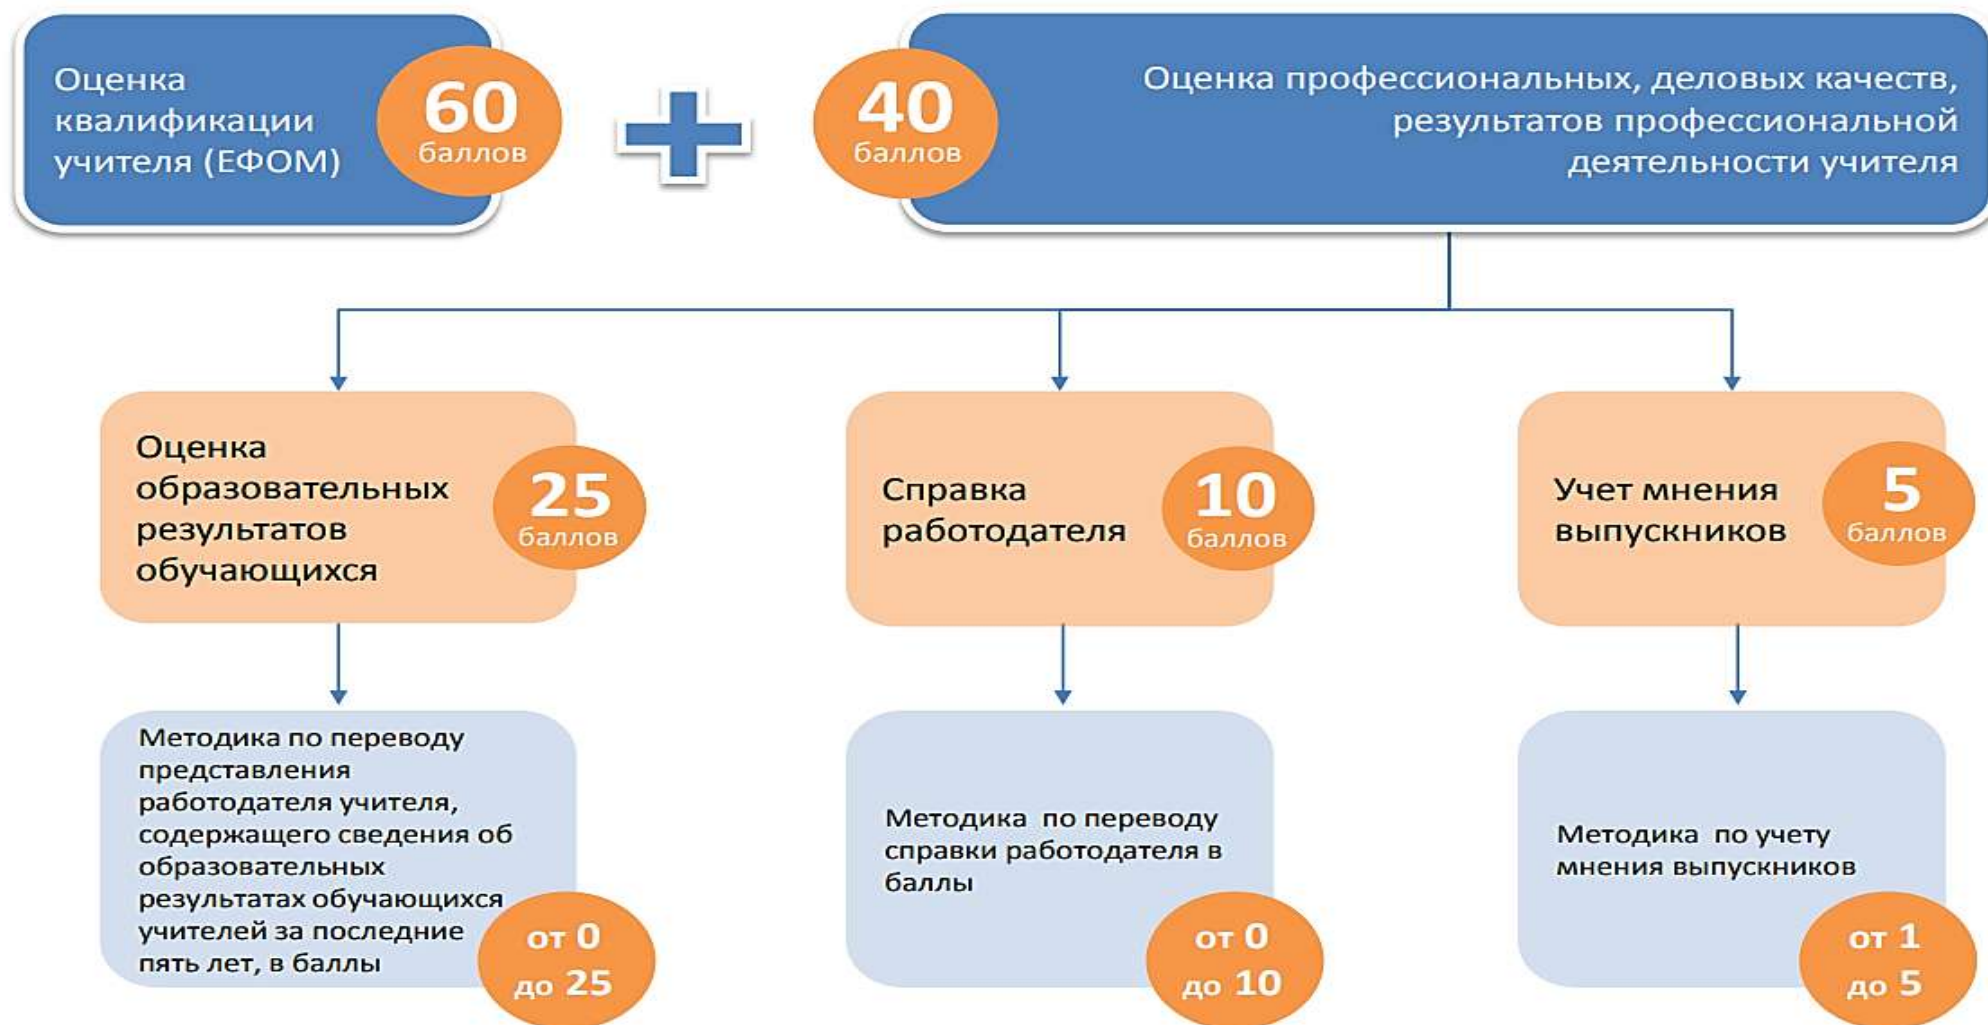 Оценка
квалификации
учителя (ЕФОМ)
60
баллов
40
баллов
Оценка профессиональных, деловых качеств,
результатов профессиональной
деятельности учителя
Оценка
образовательных
результатов
обучающихся
25
баллов
Справка
работодателя
10
баллов
Учет мнения
выпускников
5
баллов
Методика по переводу
представления
работодателя учителя,
содержащего сведения об
образовательных
результатах обучающихся
учителей за последние
пять лет, в баллы
от 0
до 25
Методика по переводу
справки работодателя в
баллы
от 0
до 10
Методика по учету
мнения выпускников
от 1
до 5